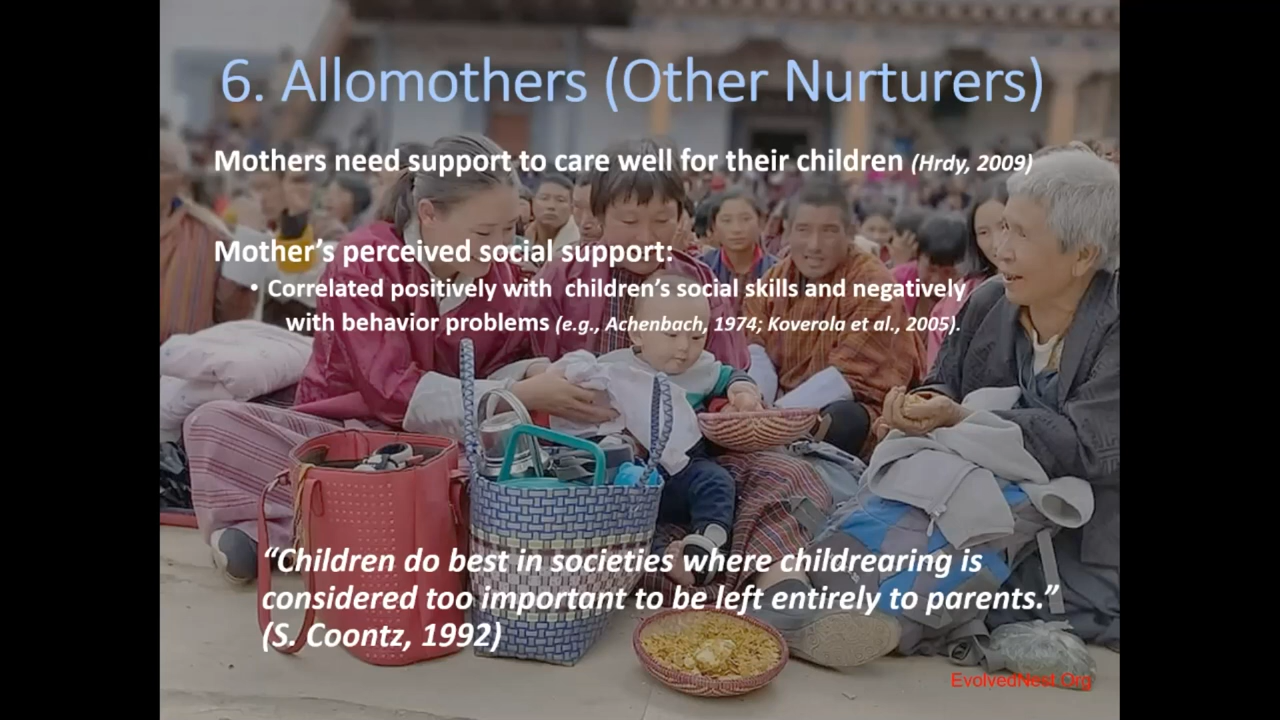 6. Allomothers (Other Nurturers)
Mothers need support to care well for their children (Hrdy, 2009)
Mother’s perceived social support:
• Correlated positively with children’s social skills and negatively
with behavior problems (e.g., Achenbach, 1974; Koverola et al., 2005).
“Children do best in societies where childrearing is
considered too important to be left entirely to parents.”
(S. Coontz, 1992)
EvolvedNest.Org